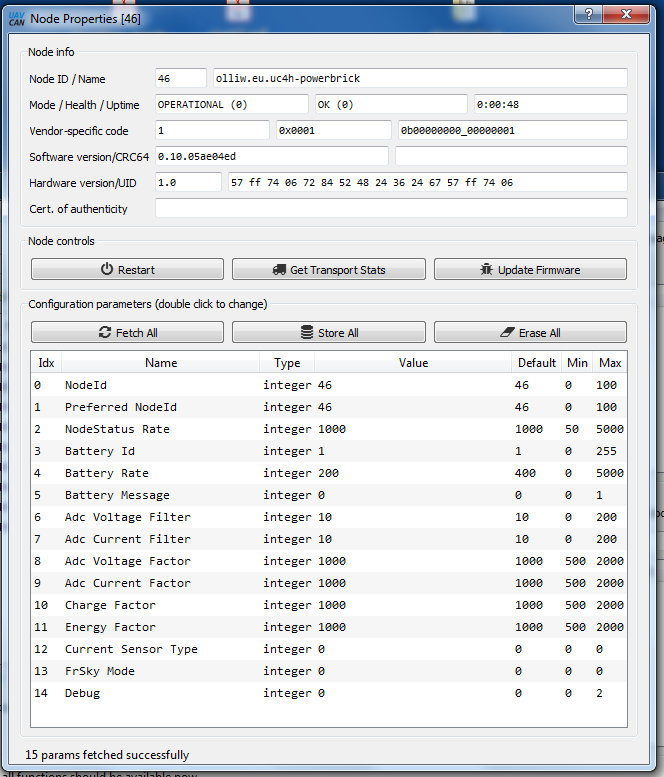 UAV CAN Node Properties [46]
Node info
Node ID / Name 46 olliw.eu.uc4h-powerbrick
Mode / Health / Uptime OPERATIONAL (0) OK (0) 0:00:48
Vendor-specific code 1 0x0001 0b00000000_00000001
Software version/CRC64 0.10.05ae04ed
Hardware version/UID 1.0 57 ff 74 06 72 84 52 48 24 36 24 67 57 ff 74 06
Cert. of authenticity
Node controls
Restart Get Transport Stats Update Firmware
Configuration parameters (double click to change)
Fetch All Store All Erase All
Idx Name Type Value Default Min Max
0 NodeId integer 46 46 0 100
1 Preferred NodeId integer 46 46 0 100
2 NodeStatus Rate integer 1000 1000 50 5000
3 Battery Id integer 1 1 0 255
4 Battery Rate integer 200 400 0 5000
5 Battery Message integer 0 0 0 1
6 Adc Voltage Filter integer 10 10 0 200
7 Adc Current Filter integer 10 10 0 200
8 Adc Voltage Factor integer 1000 1000 500 2000
9 Adc Current Factor integer 1000 1000 500 2000
10 Charge Factor integer 1000 1000 500 2000
11 Energy Factor integer 1000 1000 500 2000
12 Current Sensor Type integer 0 0 0 0
13 FrSky Mode integer 0 0 0 0
14 Debug integer 0 0 0 2
15 params fetched successfully
all functions should be available now